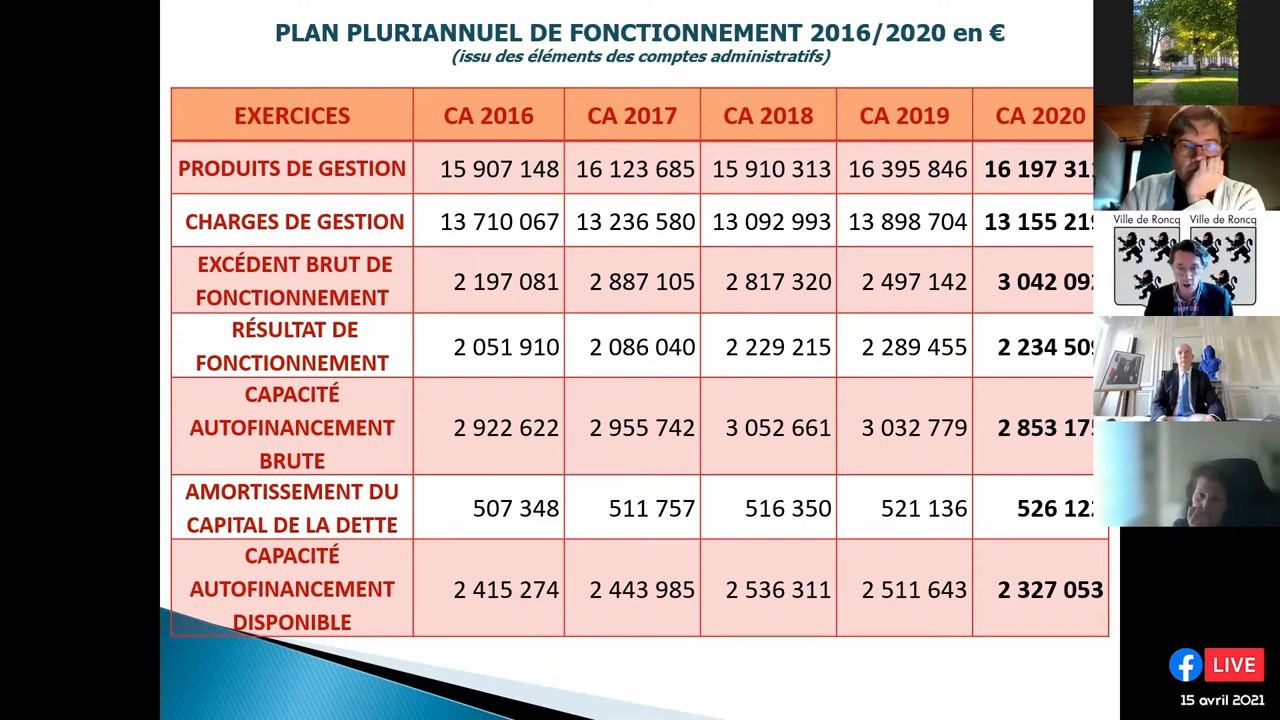 PLAN PLURIANNUEL DE FONCTIONNEMENT 2016/2020 en €
(issu des éléments des comptes administratifs)
EXERCICES CA 2016 CA 2017 CA 2018 CA 2019 CA 2020
PRODUITS DE GESTION 15 907 148 16 123 685 15 910 313 16 395 846 16 197 31
CHARGES DE GESTION 13 710 067 13 236 580 13 092 993 13 898 704 13 155 21
EXCÉDENT BRUT DE
FONCTIONNEMENT 2 197 081 2 887 105 2 817 320 2 497 142 3 042 09
RÉSULTAT DE
FONCTIONNEMENT 2 051 910 2 086 040 2 229 215 2 289 455 2 234 50
CAPACITÉ
AUTOFINANCEMENT
BRUTE 2 922 622 2 955 742 3 052 661 3 032 779 2 853 17
AMORTISSEMENT DU
CAPITAL DE LA DETTE 507 348 511 757 516 350 521 136 526 12
CAPACITÉ
AUTOFINANCEMENT
DISPONIBLE 2 415 274 2 443 985 2 536 311 2 511 643 2 327 053
Ville de Roncq Ville de Roncq
LIVE
15 avril 2021